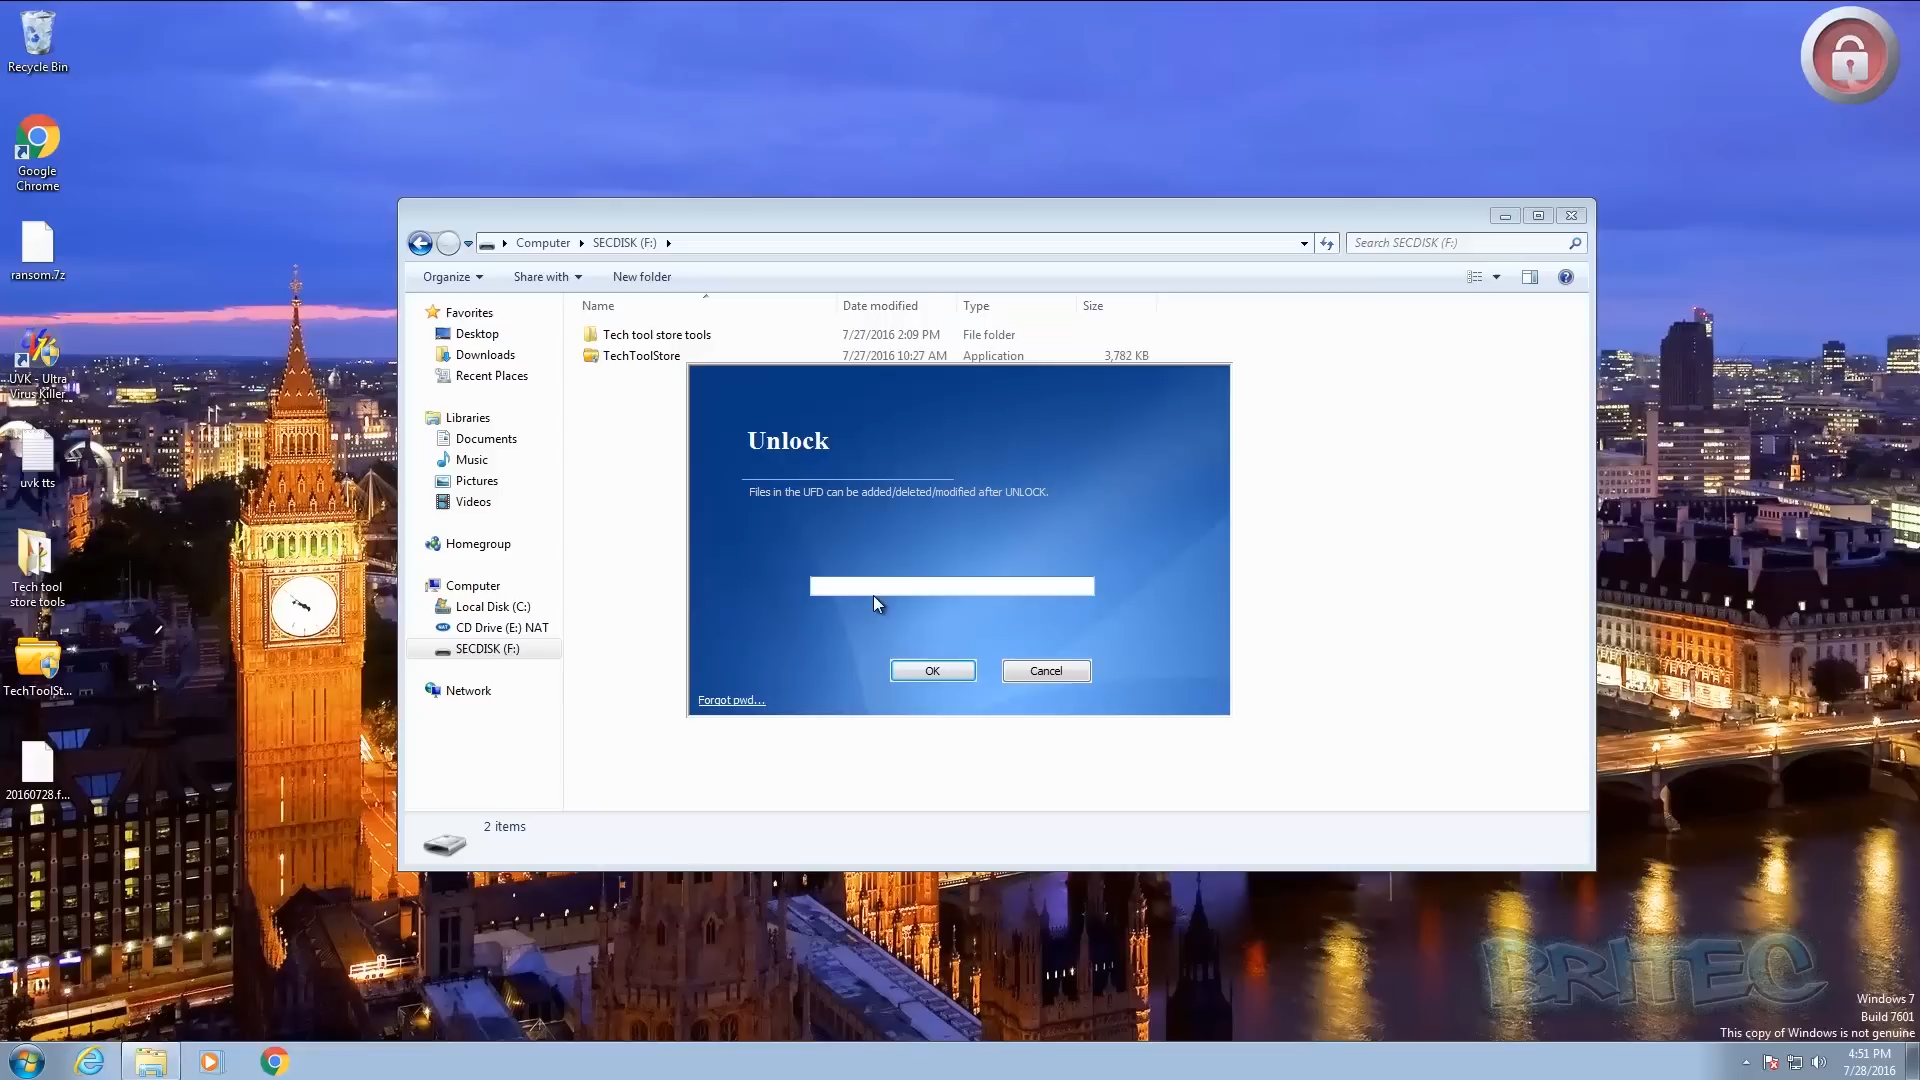 Recycle Bin
Google
Chrome
ransom.7z
UVK - Ultra
Virus Killer
uvk tts
Tech tool
store tools
TechToolSt...
20160728.f...
Computer
SECDISK (F:)
Search SECDISK (F:)
Organize
Share with
New folder
Favorites
Desktop
Downloads
Recent Places
Libraries
Documents
Music
Pictures
Videos
Homegroup
Computer
Local Disk (C:)
CD Drive (E:) NAT
SECDISK (F:)
Network
Name Date modified Type Size
Tech tool store tools 7/27/2016 2:09 PM File folder
TechToolStore 7/27/2016 10:27 AM Application 3,782 KB
Unlock
Files in the UFD can be added/deleted/modified after UNLOCK.
OK
Cancel
Forgot pwd...
2 items
BRITEC
Windows 7
Build 7601
This copy of Windows is not genuine
4:51 PM
7/28/2016